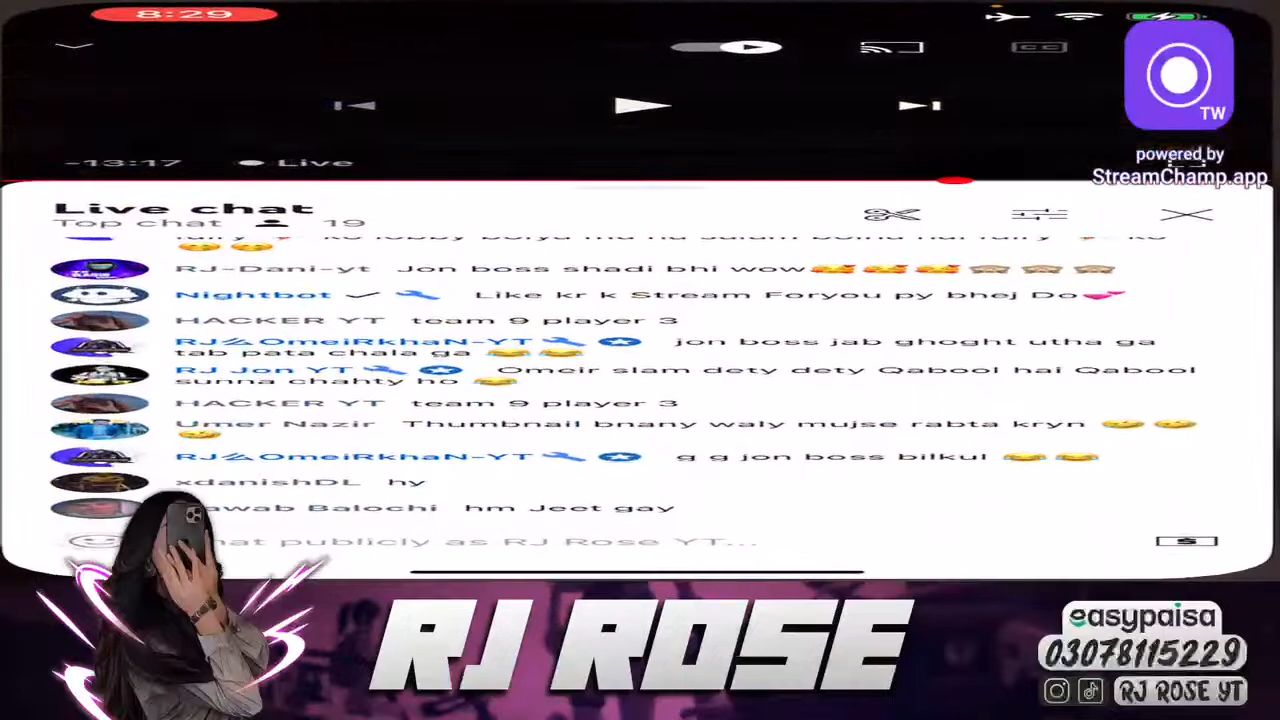 8:29
CC
TW
powered by
StreamChamp.app
-13:17 Live
Live chat
Top chat 19
RJ-Dani-yt Jon boss shadi bhi wow🥰🥰🥰🙈🙈🙈
Nightbot Like kr k Stream Foryou py bhej Do💕
HACKER YT team 9 player 3
RJ OmeiRkhaN-YT jon boss jab ghoght utha ga
tab pata chala ga 😂😂
RJ Jon YT Omeir slam dety dety Qabool hai Qabool
sunna chahty ho 😂
HACKER YT team 9 player 3
Umer Nazir Thumbnail bnany waly mujse rabta kryn
RJ OmeiRkhaN-YT g g jon boss bilkul 😂😂
xdanishDL hy
Balochi hm Jeet gay
publicly as RJ Rose YT...
$
RJ ROSE
easypaisa
03078115229
RJ ROSE YT